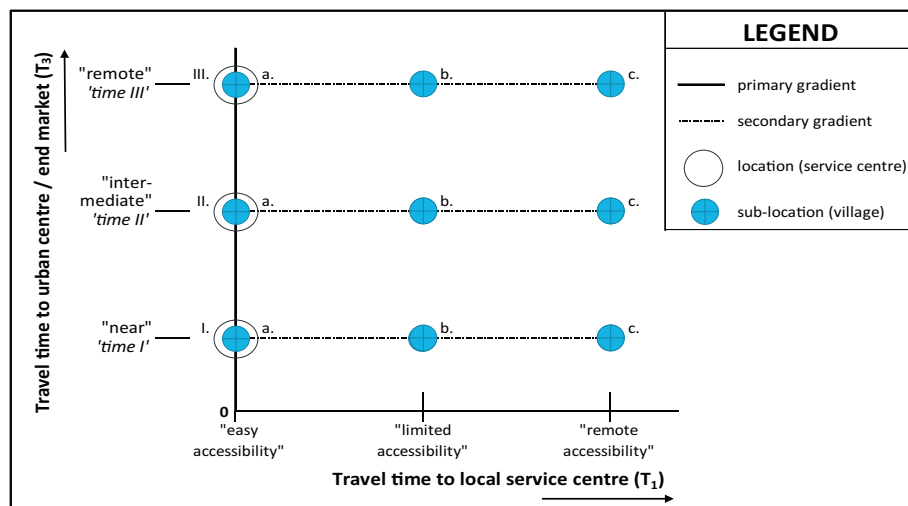 LEGEND
primary gradient
secondary gradient
location (service centre)
sub-location (village)
Travel time to urban centre / end market (T₃)
"remote"
'time III'
III.
a.
b.
c.
"inter-
mediate"
'time II'
II.
a.
b.
c.
"near"
'time I'
I.
a.
b.
c.
0
"easy
accessibility"
"limited
accessibility"
"remote
accessibility"
Travel time to local service centre (T₁)